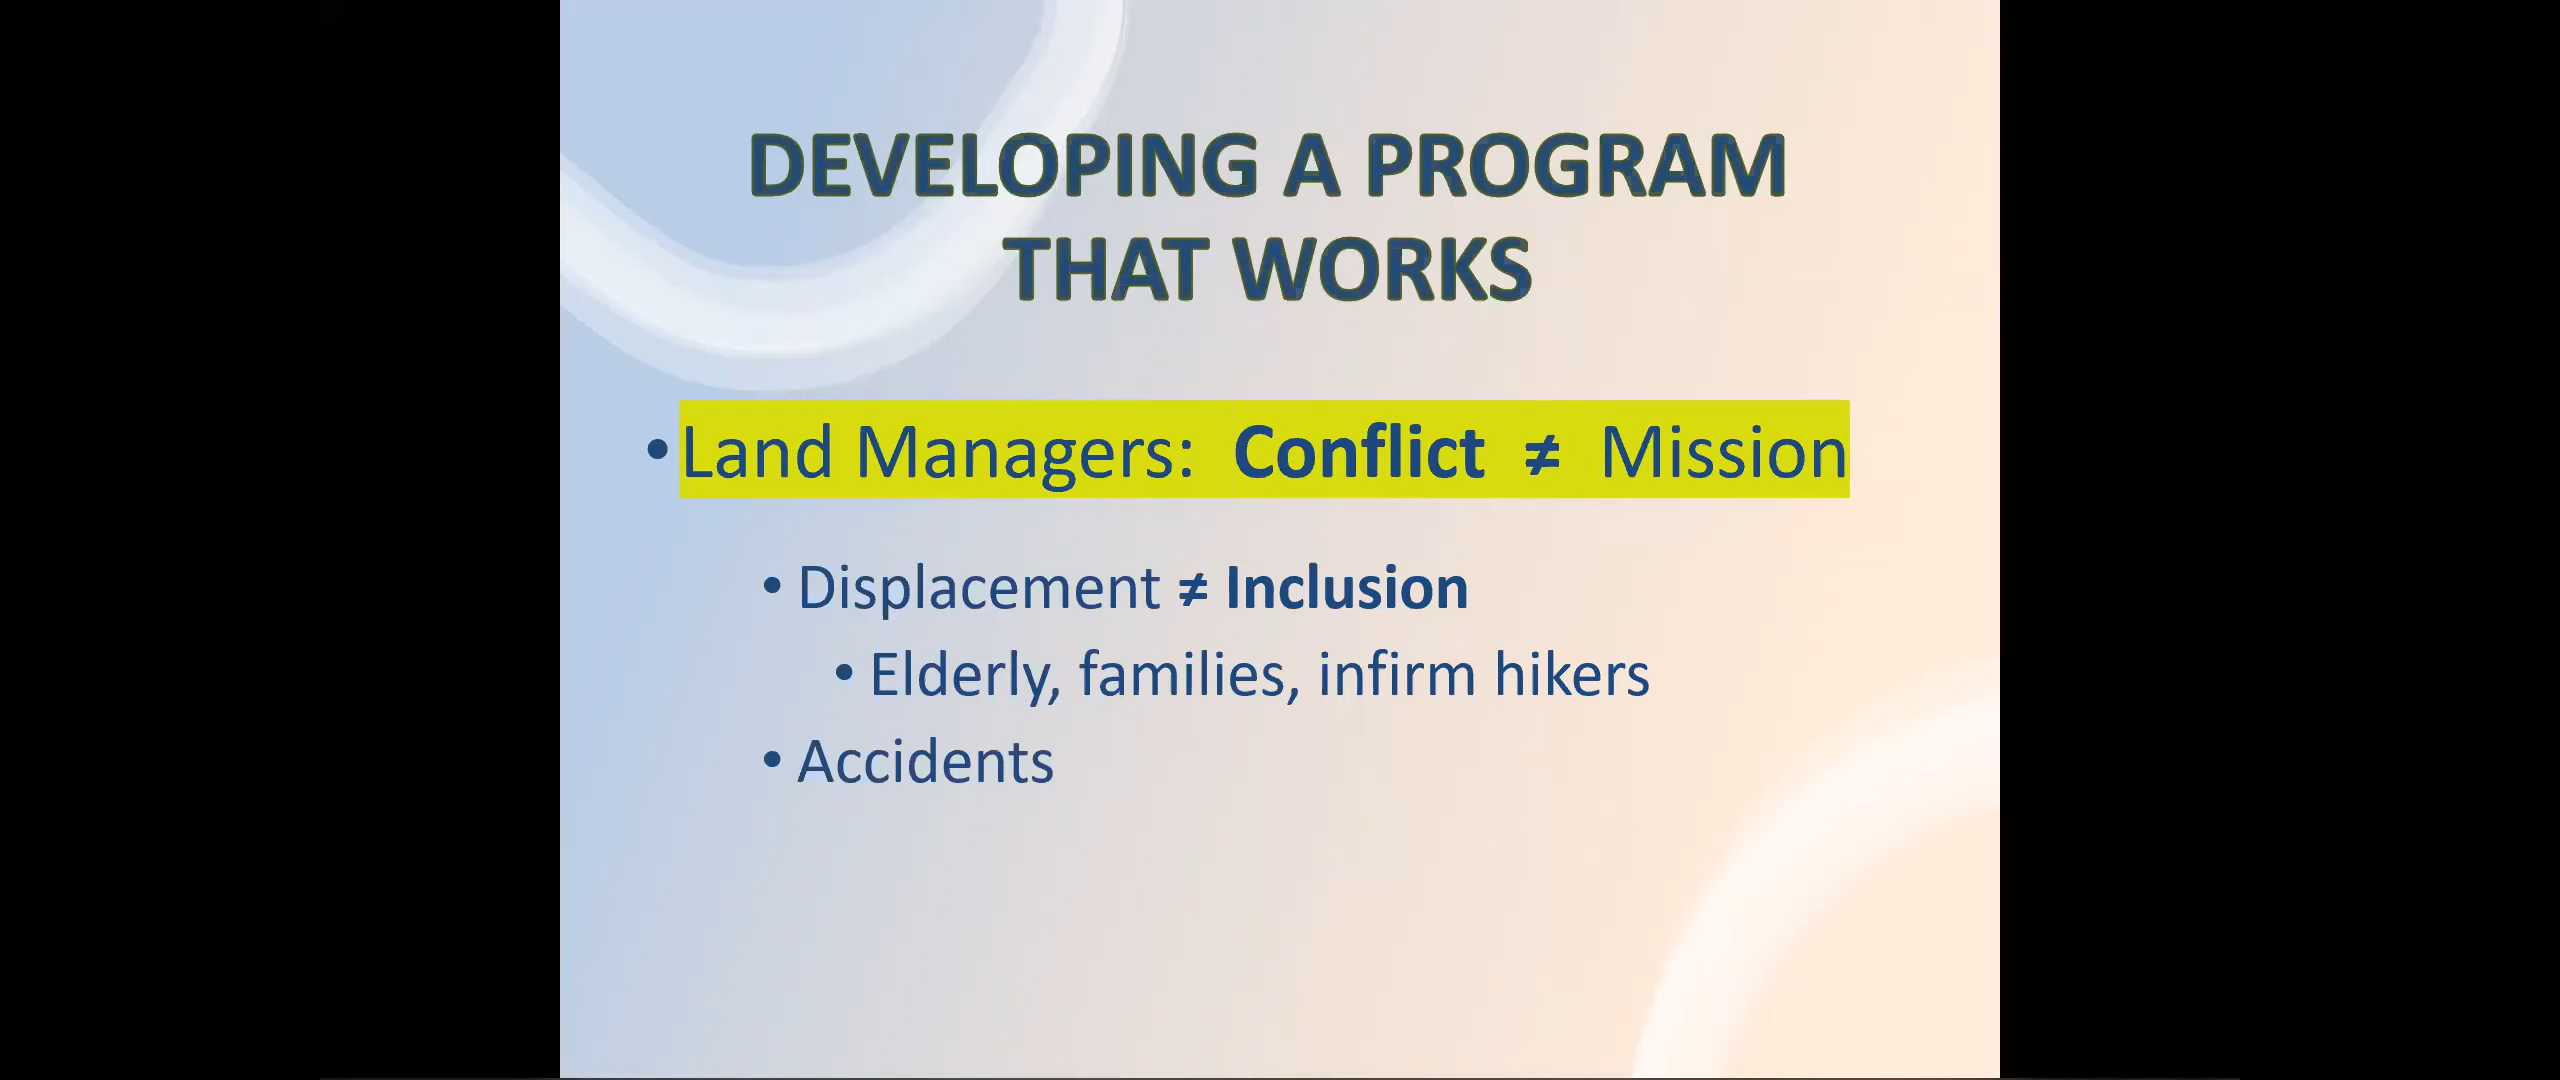 DEVELOPING A PROGRAM
THAT WORKS
• Land Managers: Conflict ≠ Mission
• Displacement ≠ Inclusion
• Elderly, families, infirm hikers
• Accidents